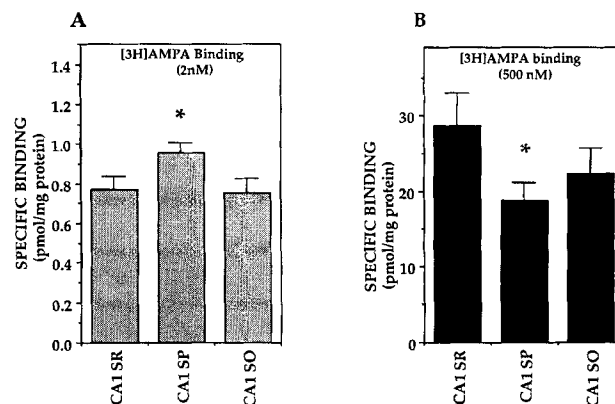 A
[3H]AMPA Binding
(2nM)
SPECIFIC BINDING
(pmol/mg protein)
1.4
1.2
1.0
0.8
0.6
0.4
0.2
0.0
*
CA1 SR
CA1 SP
CA1 SO
B
[3H]AMPA binding
(500 nM)
SPECIFIC BINDING
(pmol/mg protein)
30
20
10
0
*
CA1 SR
CA1 SP
CA1 SO